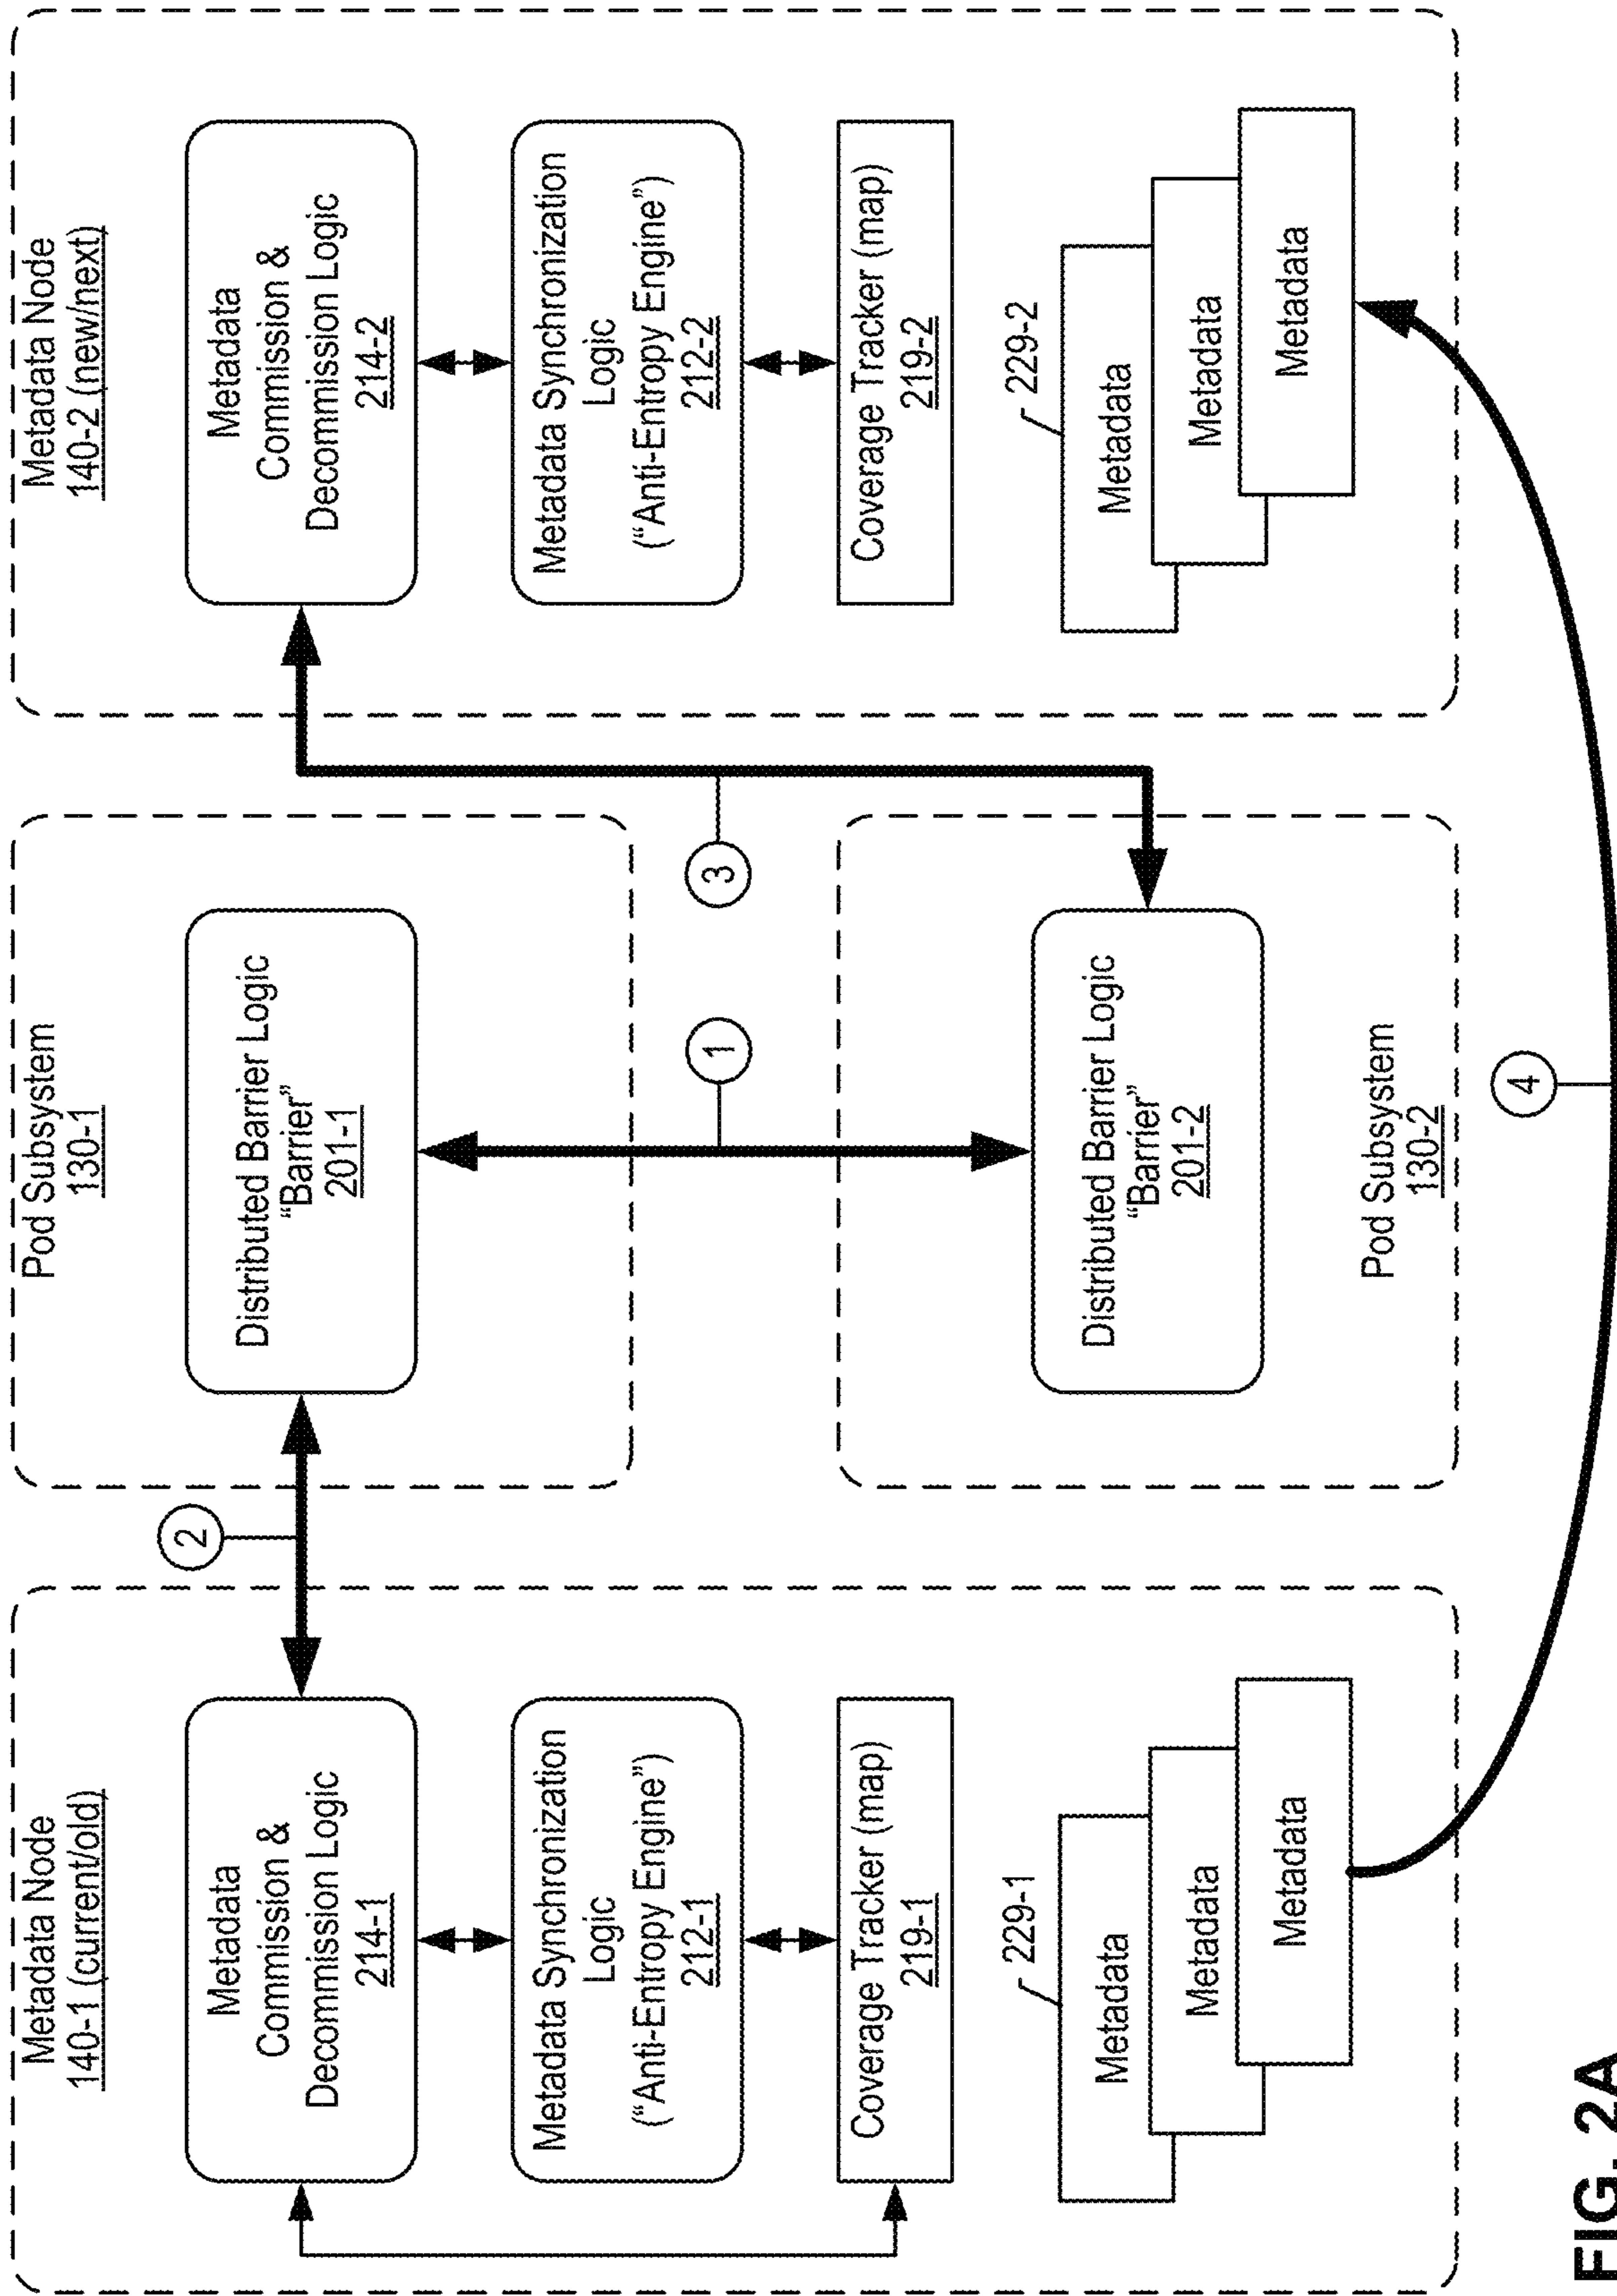 Metadata Node
140-1 (current/old)
Metadata
Commission &
Decommission Logic
214-1
Metadata Synchronization
Logic
(“Anti-Entropy Engine”)
212-1
Coverage Tracker (map)
219-1
229-1
Metadata
Metadata
Metadata
2
Pod Subsystem
130-1
Distributed Barrier Logic
“Barrier”
201-1
1
3
Distributed Barrier Logic
“Barrier”
201-2
Pod Subsystem
130-2
4
Metadata Node
140-2 (new/next)
Metadata
Commission &
Decommission Logic
214-2
Metadata Synchronization
Logic
(“Anti-Entropy Engine”)
212-2
Coverage Tracker (map)
219-2
229-2
Metadata
Metadata
Metadata
FIG. 2A